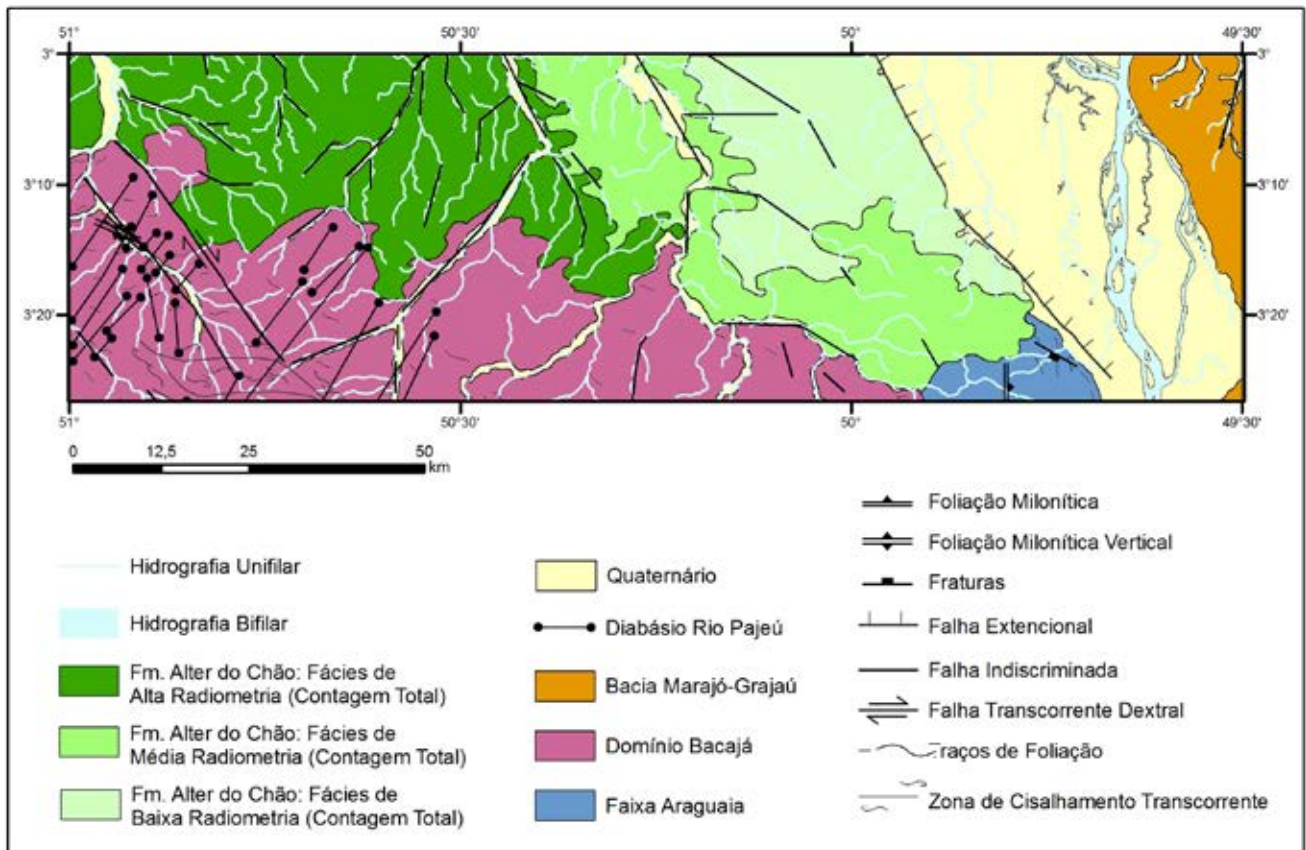 51°
50°30'
50°
49°30'
3°
3°
3°10'
3°10'
3°20'
3°20'
51°
50°30'
50°
49°30'
0
12,5
25
50
km
Hidrografia Unifilar
Hidrografia Bifilar
Fm. Alter do Chão: Fácies de
Alta Radiometria (Contagem Total)
Fm. Alter do Chão: Fácies de
Média Radiometria (Contagem Total)
Fm. Alter do Chão: Fácies de
Baixa Radiometria (Contagem Total)
Quaternário
Diabásio Rio Pajeú
Bacia Marajó-Grajaú
Domínio Bacajá
Faixa Araguaia
Foliação Milonítica
Foliação Milonítica Vertical
Fraturas
Falha Extencional
Falha Indiscriminada
Falha Transcorrente Dextral
Traços de Foliação
Zona de Cisalhamento Transcorrente